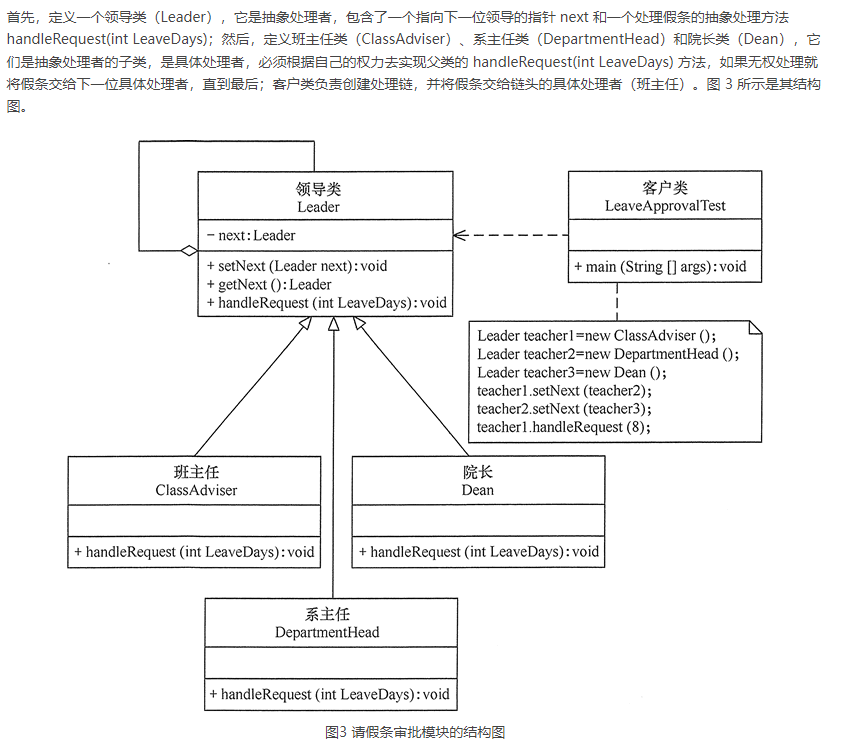 首先，定义一个领导类（Leader），它是抽象处理者，包含了一个指向下一位领导的指针 next 和一个处理假条的抽象处理方法
handleRequest(int LeaveDays)；然后，定义班主任类（ClassAdviser）、系主任类（DepartmentHead）和院长类（Dean），它
们是抽象处理者的子类，是具体处理者，必须根据自己的权力去实现父类的 handleRequest(int LeaveDays) 方法，如果无权处理就
将假条交给下一位具体处理者，直到最后；客户类负责创建处理链，并将假条交给链头的具体处理者（班主任）。图 3 所示是其结构
图。
领导类
Leader
- next:Leader
+ setNext (Leader next):void
+ getNext ():Leader
+ handleRequest (int LeaveDays):void
客户类
LeaveApprovalTest
+ main (String [] args):void
Leader teacher1=new ClassAdviser ();
Leader teacher2=new DepartmentHead ();
Leader teacher3=new Dean ();
teacher1.setNext (teacher2);
teacher2.setNext (teacher3);
teacher1.handleRequest (8);
班主任
ClassAdviser
+ handleRequest (int LeaveDays):void
院长
Dean
+ handleRequest (int LeaveDays):void
系主任
DepartmentHead
+ handleRequest (int LeaveDays):void
图3 请假条审批模块的结构图